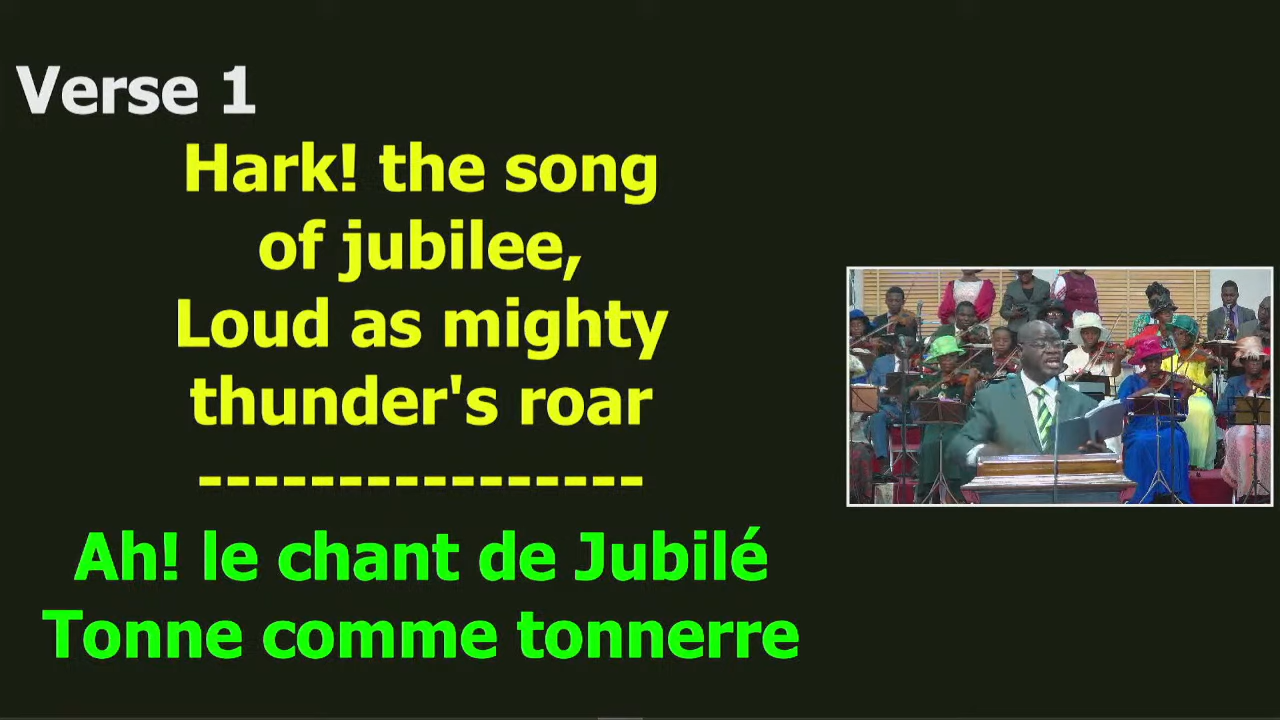 Verse 1
Hark! the song
of jubilee,
Loud as mighty
thunder's roar
----------------
Ah! le chant de Jubilé
Tonne comme tonnerre